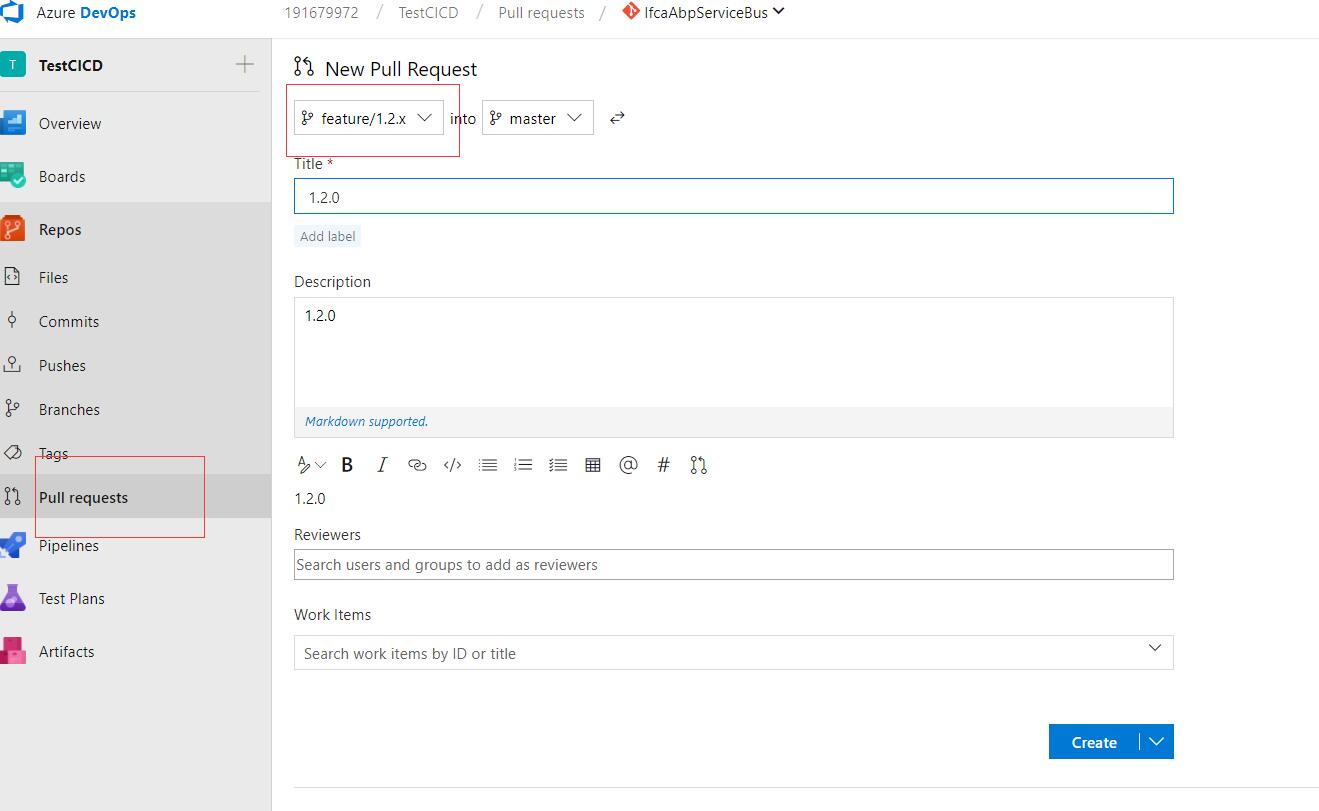 Azure DevOps
191679972 / TestCICD / Pull requests / IfcaAbpServiceBus
T TestCICD
Overview
Boards
Repos
Files
Commits
Pushes
Branches
Tags
Pull requests
Pipelines
Test Plans
Artifacts
New Pull Request
feature/1.2.x into master
Title *
1.2.0
Add label
Description
1.2.0
Markdown supported.
B I </> @ #
1.2.0
Reviewers
Search users and groups to add as reviewers
Work Items
Search work items by ID or title
Create